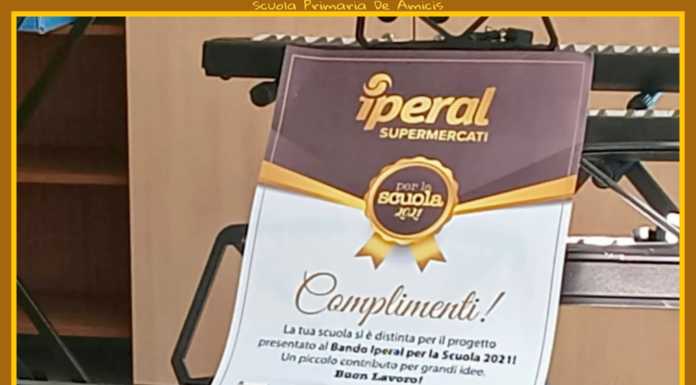 Scuola Primaria De Amicis
iperal
SUPERMERCATI
per la
scuola
2021
Complimenti!
La tua scuola si è distinta per il progetto
presentato al Bando Iperal per la Scuola 2021!
Un piccolo contributo per grandi idee.
Buon Lavoro!